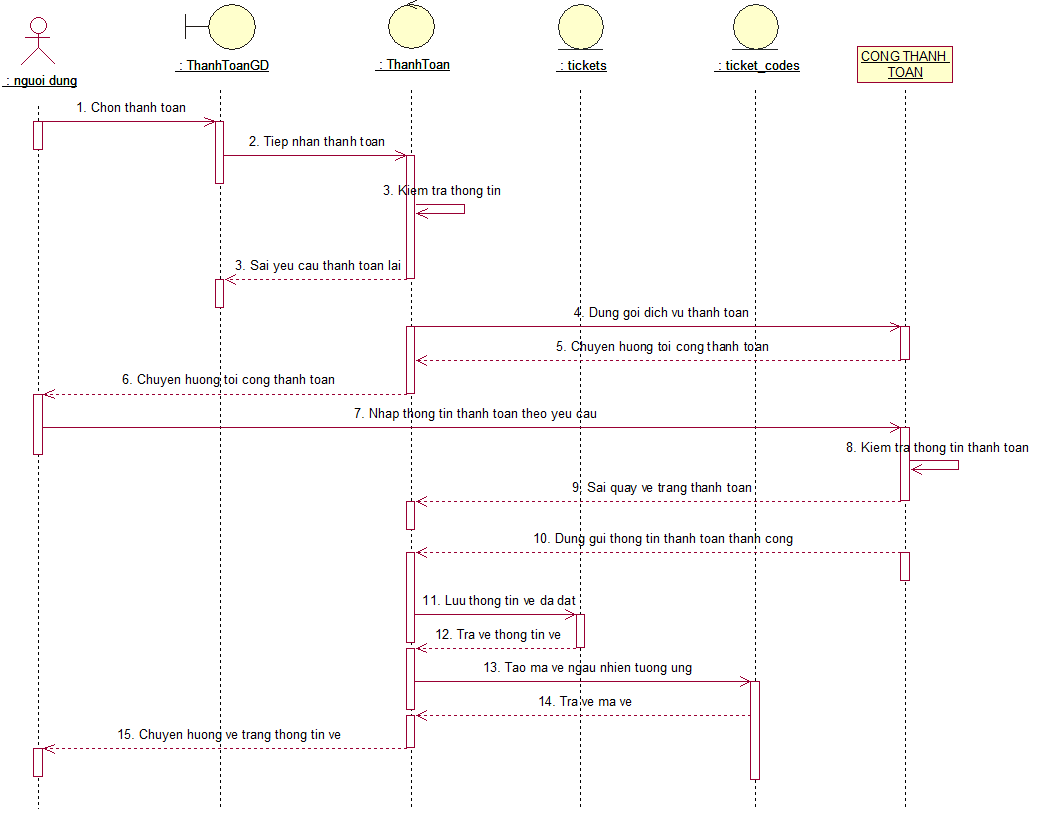 : nguoi dung
: ThanhToanGD
: ThanhToan
: tickets
: ticket_codes
CONG THANH
TOAN
1. Chon thanh toan
2. Tiep nhan thanh toan
3. Kiem tra thong tin
3. Sai yeu cau thanh toan lai
4. Dung goi dich vu thanh toan
5. Chuyen huong toi cong thanh toan
6. Chuyen huong toi cong thanh toan
7. Nhap thong tin thanh toan theo yeu cau
8. Kiem tra thong tin thanh toan
9. Sai quay ve trang thanh toan
10. Dung gui thong tin thanh toan thanh cong
11. Luu thong tin ve da dat
12. Tra ve thong tin ve
13. Tao ma ve ngau nhien tuong ung
14. Tra ve ma ve
15. Chuyen huong ve trang thong tin ve